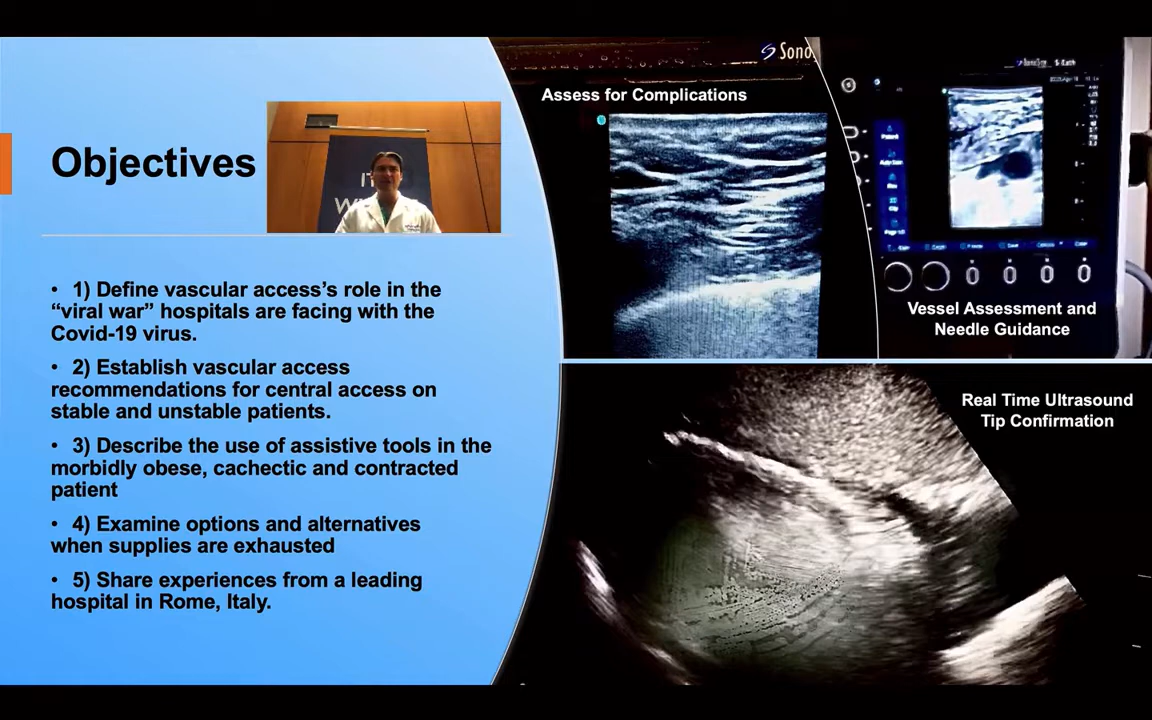 Sono
Assess for Complications
Objectives
• 1) Define vascular access’s role in the
“viral war” hospitals are facing with the
Covid-19 virus.
• 2) Establish vascular access
recommendations for central access on
stable and unstable patients.
• 3) Describe the use of assistive tools in the
morbidly obese, cachectic and contracted
patient
• 4) Examine options and alternatives
when supplies are exhausted
• 5) Share experiences from a leading
hospital in Rome, Italy.
Vessel Assessment and
Needle Guidance
Real Time Ultrasound
Tip Confirmation